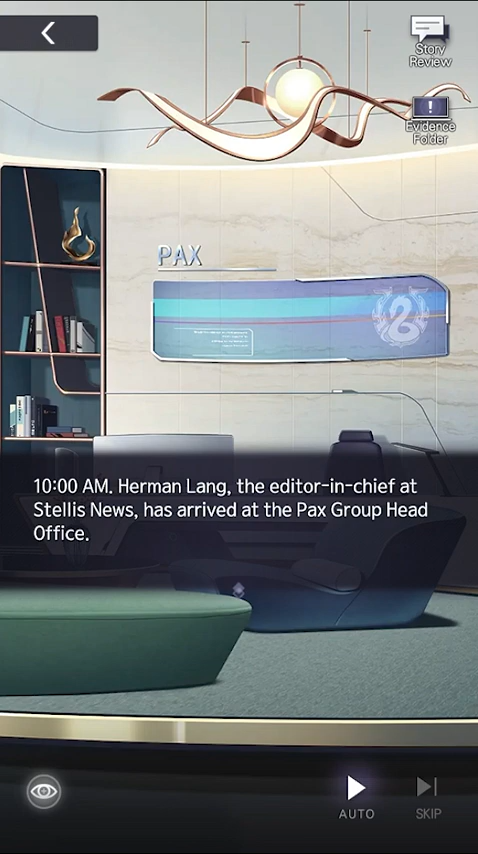 Story
Review
!
Evidence
Folder
PAX
10:00 AM. Herman Lang, the editor-in-chief at
Stellis News, has arrived at the Pax Group Head
Office.
AUTO
SKIP